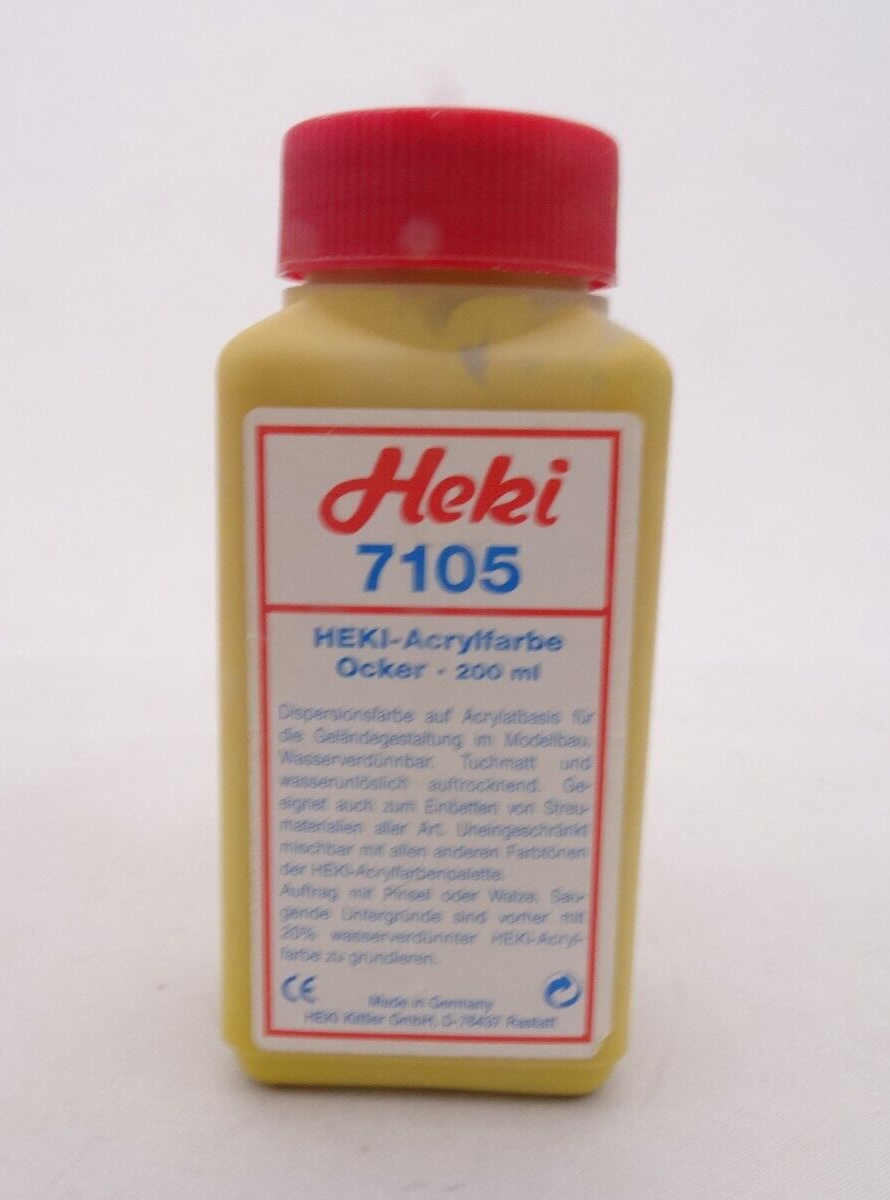 Heki
7105
HEKI-Acrylfarbe
Ocker - 200 ml
Dispersionsfarbe auf Acrylatbasis für
die Geländegestaltung im Modellbau.
Wasserverdünnbar. Tuchmatt und
wasserunlöslich auftrocknend. Ge-
eignet auch zum Einbetten von Streu-
materialien aller Art. Uneingeschränkt
mischbar mit allen anderen Farbtönen
der HEKI-Acrylfarbenpalette.
Auftrag mit Pinsel oder Walze. Sau-
gende Untergründe sind vorher mit
20% wasserverdünnter HEKI-Acryl-
farbe zu grundieren.
CE
Made in Germany
HEKI Kittler GmbH, D-76437 Rastatt